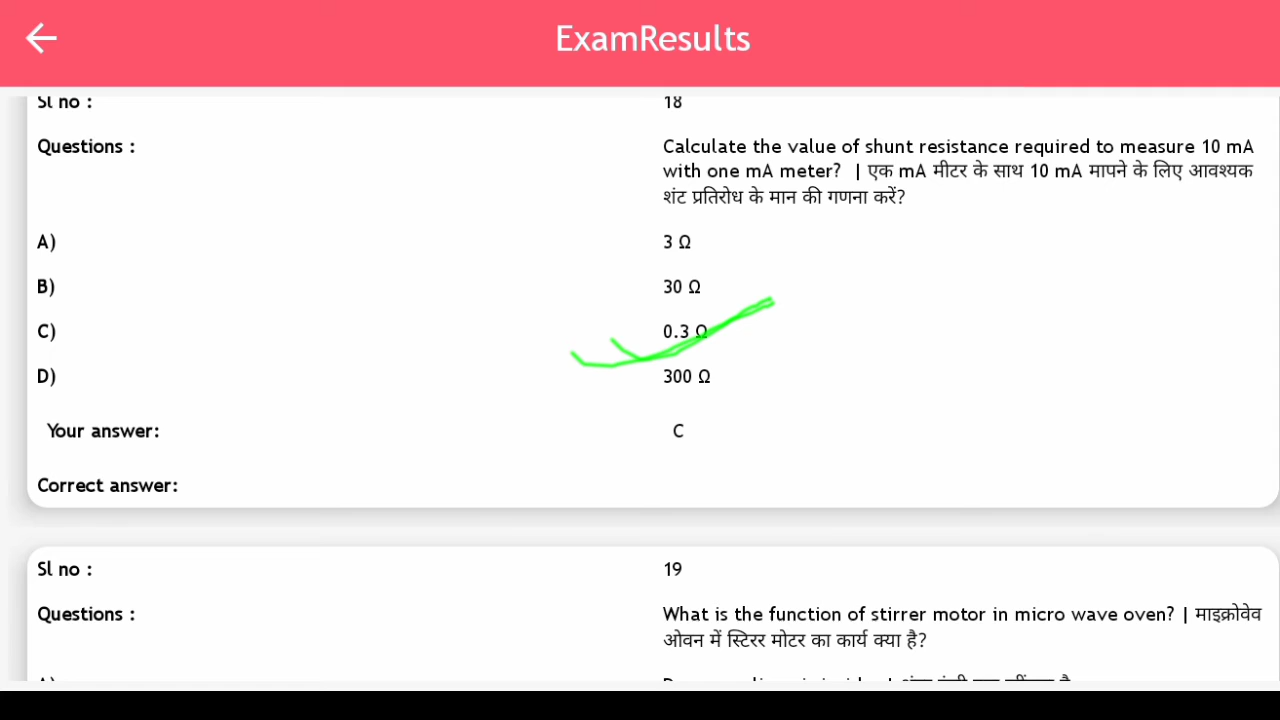 ExamResults
Sl no :
18
Questions :
Calculate the value of shunt resistance required to measure 10 mA
with one mA meter? | एक mA मीटर के साथ 10 mA मापने के लिए आवश्यक
शंट प्रतिरोध के मान की गणना करें?
A)
3 Ω
B)
30 Ω
C)
0.3 Ω
D)
300 Ω
Your answer:
C
Correct answer:
Sl no :
19
Questions :
What is the function of stirrer motor in micro wave oven? | माइक्रोवेव
ओवन में स्टिरर मोटर का कार्य क्या है?